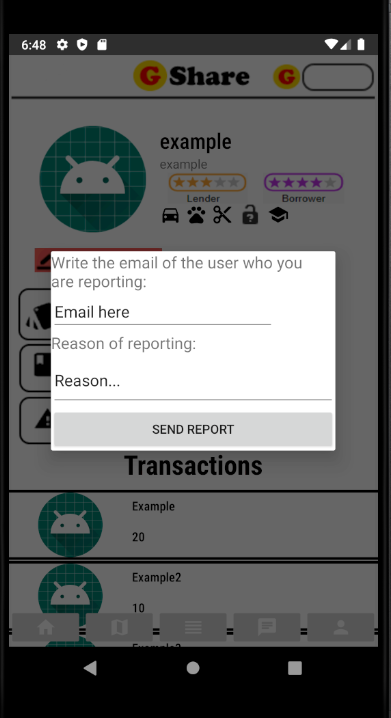 6:48
G Share G
example
example
Lender
Borrower
Write the email of the user who you
are reporting:
Email here
Reason of reporting:
Reason...
SEND REPORT
Transactions
Example
20
Example2
10